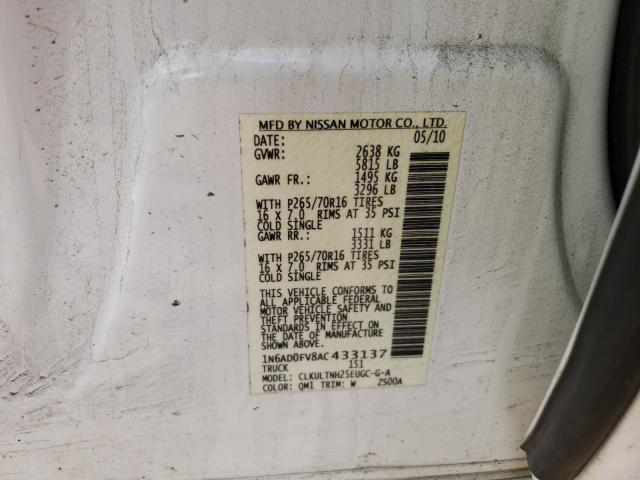 MFD BY NISSAN MOTOR CO., LTD.
DATE: 05/10
GVWR: 2638 KG
5815 LB
GAWR FR.: 1495 KG
3296 LB
WITH P265/70R16 TIRES
16 X 7.0 RIMS AT 35 PSI
COLD SINGLE
GAWR RR.: 1511 KG
3331 LB
WITH P265/70R16 TIRES
16 X 7.0 RIMS AT 35 PSI
COLD SINGLE
THIS VEHICLE CONFORMS TO
ALL APPLICABLE FEDERAL
MOTOR VEHICLE SAFETY AND
THEFT PREVENTION
STANDARDS IN EFFECT ON
THE DATE OF MANUFACTURE
SHOWN ABOVE.
1N6AD0FV8AC433137
TRUCK 151
MODEL: CLKULTNH25EUGC-G-A
COLOR: QM1 TRIM: W ZS00A